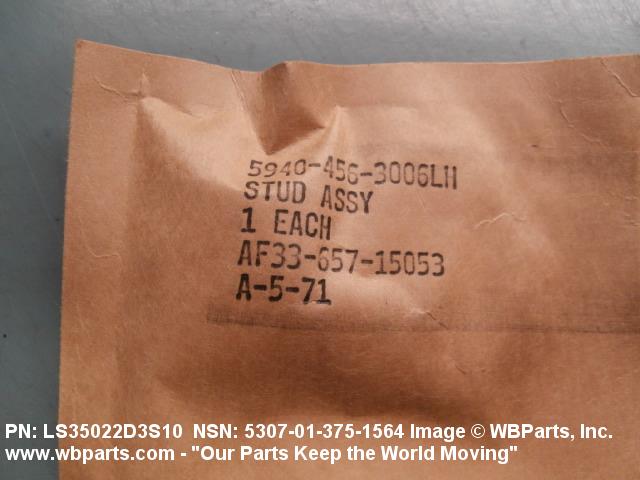 5940-456-3006LH
STUD ASSY
1 EACH
AF33-657-15053
A-5-71
PN: LS35022D3S10 NSN: 5307-01-375-1564 Image © WBParts, Inc.
www.wbparts.com - "Our Parts Keep the World Moving"